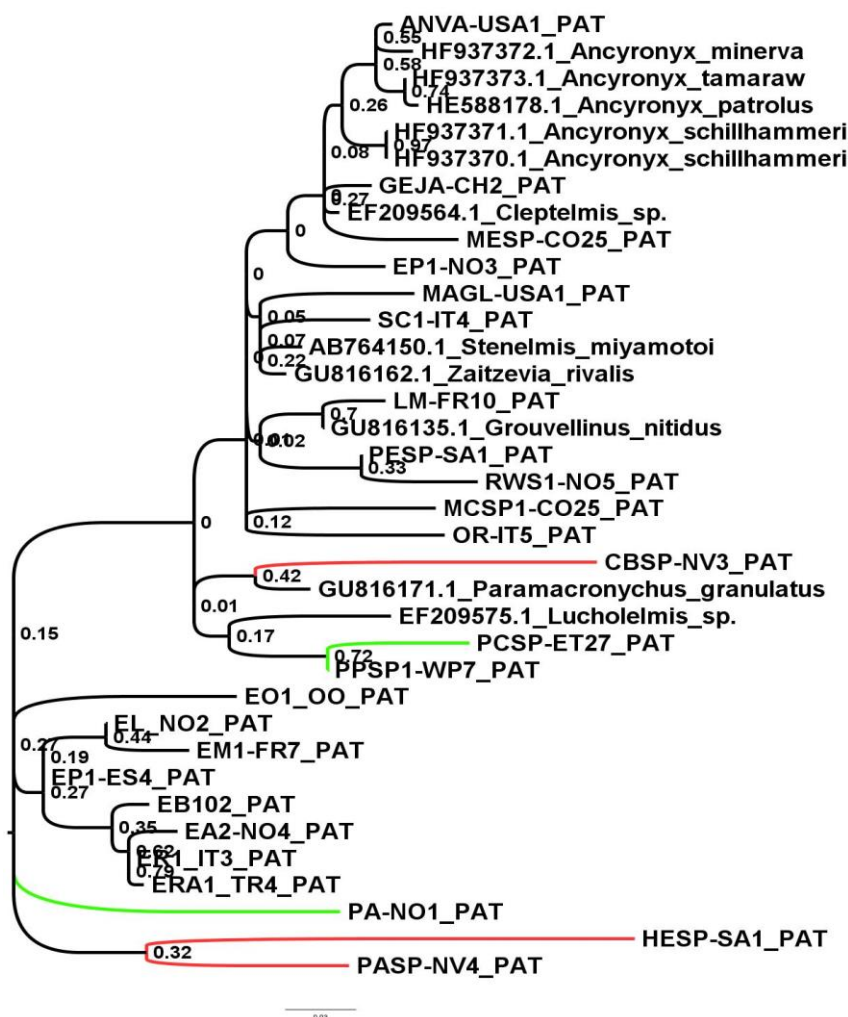 ANVA-USA1_PAT
0.55
HF937372.1_Ancyronyx_minerva
0.58
HF937373.1_Ancyronyx_tamaraw
0.74
HE588178.1_Ancyronyx_patrolus
0.26
HF937371.1_Ancyronyx_schillhammeri
0.97
0.08
HF937370.1_Ancyronyx_schillhammeri
GEJA-CH2_PAT
0.27
EF209564.1_Cleptelmis_sp.
0
MESP-CO25_PAT
EP1-NO3_PAT
0
MAGL-USA1_PAT
0.05
SC1-IT4_PAT
0.07
AB764150.1_Stenelmis_miyamotoi
0
0.22
GU816162.1_Zaitzevia_rivalis
LM-FR10_PAT
0.7
GU816135.1_Grouvellinus_nitidus
0.02
PESP-SA1_PAT
0.33
RWS1-NO5_PAT
MCSP1-CO25_PAT
0
0.12
OR-IT5_PAT
CBSP-NV3_PAT
0.42
GU816171.1_Paramacronychus_granulatus
0.01
EF209575.1_Lucholelmis_sp.
0.15
0.17
PCSP-ET27_PAT
0.72
PPSP1-WP7_PAT
EO1_OO_PAT
EL_NO2_PAT
0.27
0.44
0.19
EM1-FR7_PAT
EP1-ES4_PAT
0.27
EB102_PAT
0.35
EA2-NO4_PAT
0.62
ER1_IT3_PAT
0.79
ERA1_TR4_PAT
PA-NO1_PAT
HESP-SA1_PAT
0.32
PASP-NV4_PAT